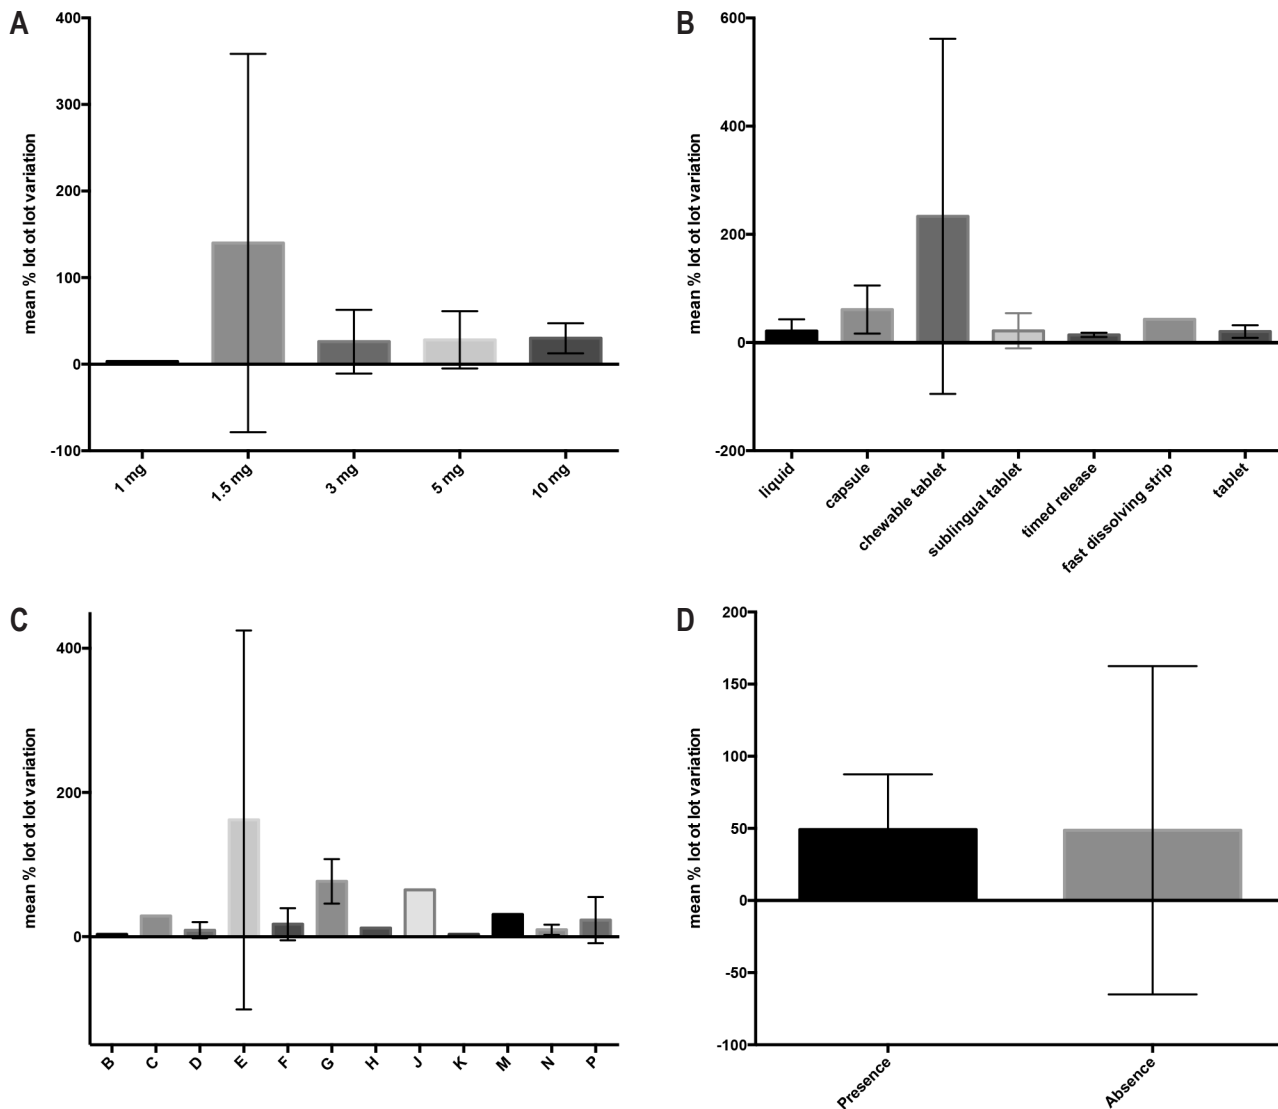 A
mean % lot ot lot variation
400
300
200
100
0
-100
1 mg
1.5 mg
3 mg
5 mg
10 mg
B
mean % lot ot lot variation
600
400
200
0
-200
liquid
capsule
chewable tablet
sublingual tablet
timed release
fast dissolving strip
tablet
C
mean % lot ot lot variation
400
200
0
B
C
D
E
F
G
H
J
K
M
N
P
D
mean % lot ot lot variation
200
150
100
50
0
-50
-100
Presence
Absence